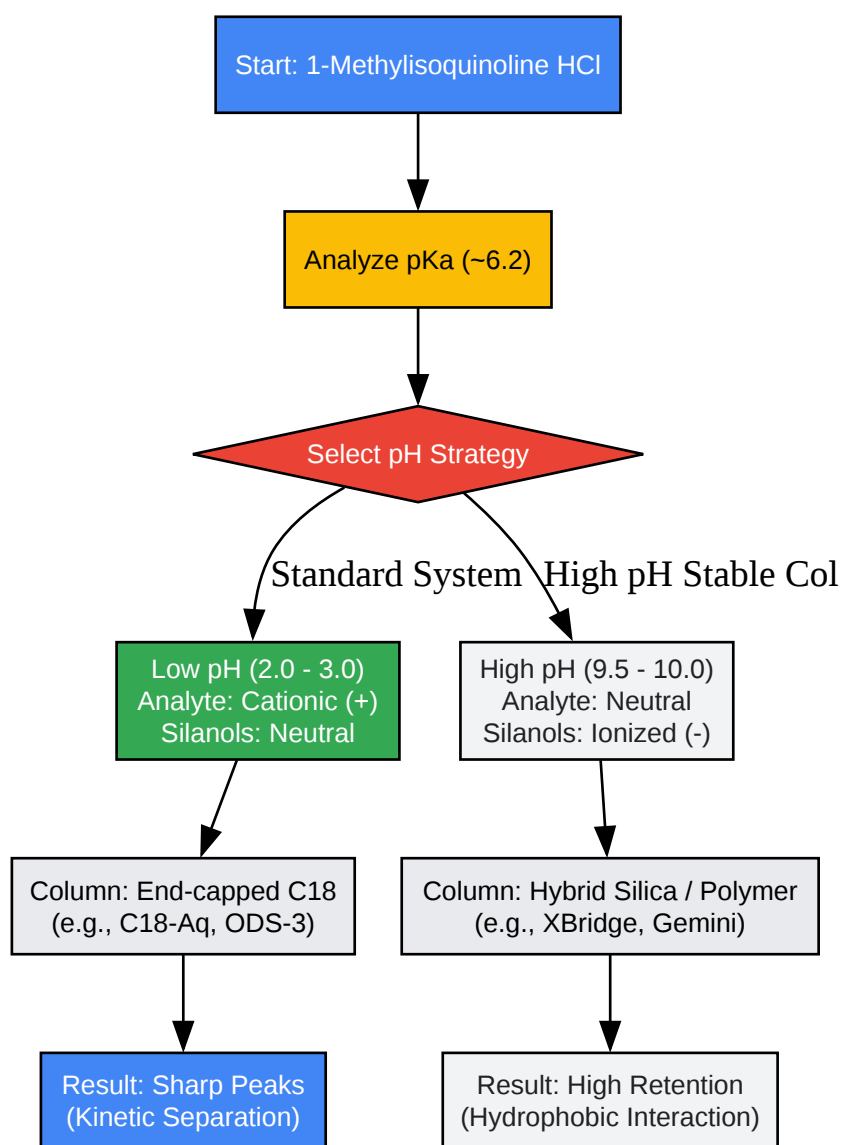 Start: 1-Methylisoquinoline HCl
Analyze pKa (~6.2)
Select pH Strategy
Standard System
High pH Stable Col
Low pH (2.0 - 3.0)
Analyte: Cationic (+)
Silanols: Neutral
High pH (9.5 - 10.0)
Analyte: Neutral
Silanols: Ionized (-)
Column: End-capped C18
(e.g., C18-Aq, ODS-3)
Column: Hybrid Silica / Polymer
(e.g., XBridge, Gemini)
Result: Sharp Peaks
(Kinetic Separation)
Result: High Retention
(Hydrophobic Interaction)